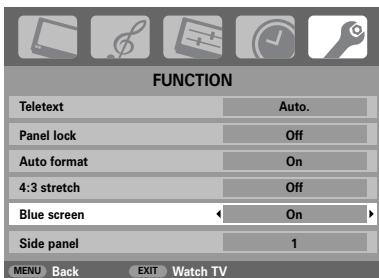 FUNCTION
Teletext Auto.
Panel lock Off
Auto format On
4:3 stretch Off
Blue screen On
Side panel 1
MENU Back EXIT Watch TV